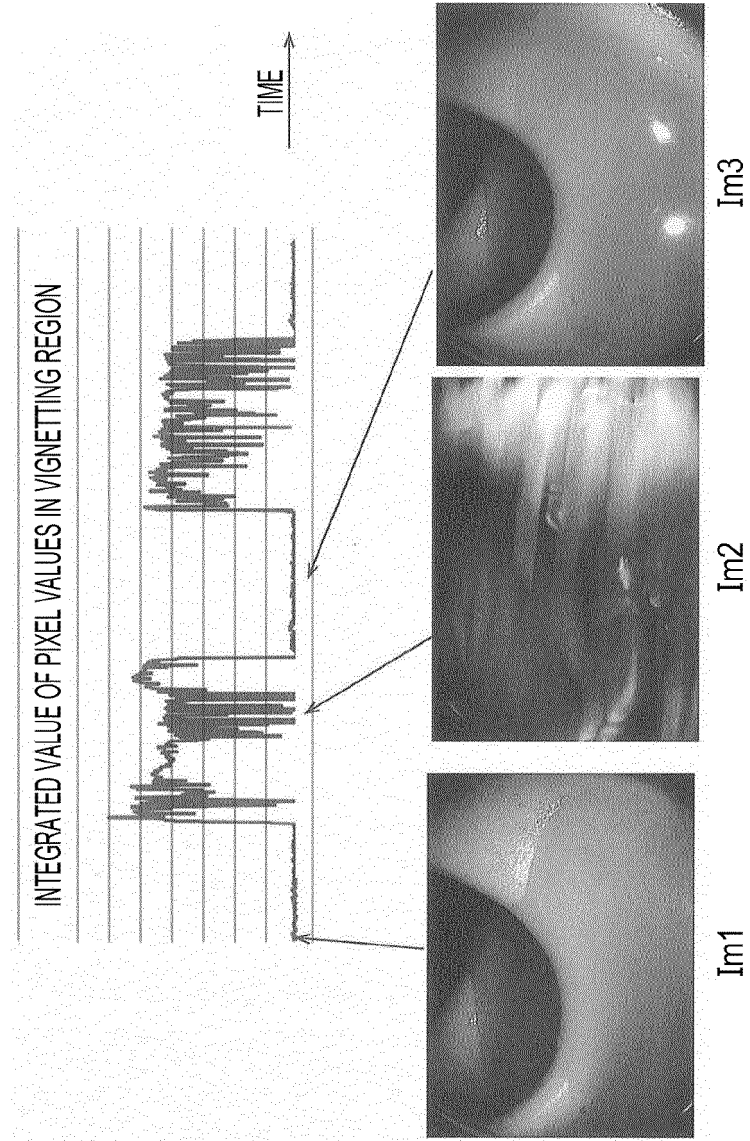 INTEGRATED VALUE OF PIXEL VALUES IN VIGNETTING REGION
TIME
Im1
Im2
Im3